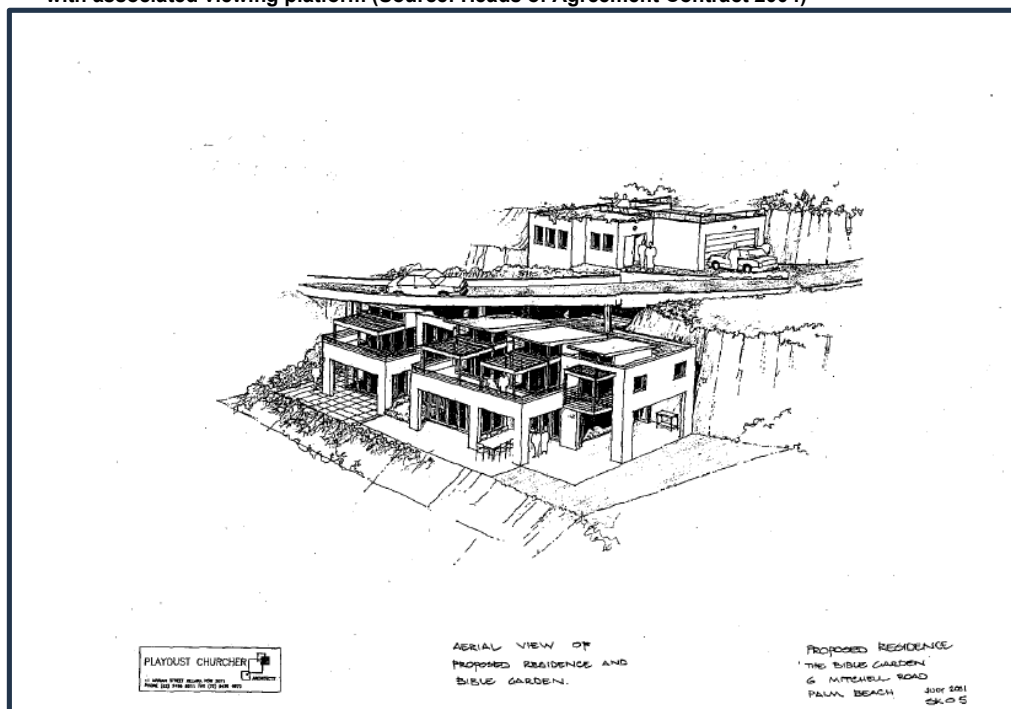 with associated viewing platform (Source: Heads of Agreement Contract 2004)
PLAYOUST CHURCHER
ARCHITECTS
AERIAL VIEW OF
PROPOSED RESIDENCE AND
BIBLE GARDEN.
PROPOSED RESIDENCE
'THE BIBLE GARDEN'
6 MITCHELL ROAD
PALM BEACH
SK05